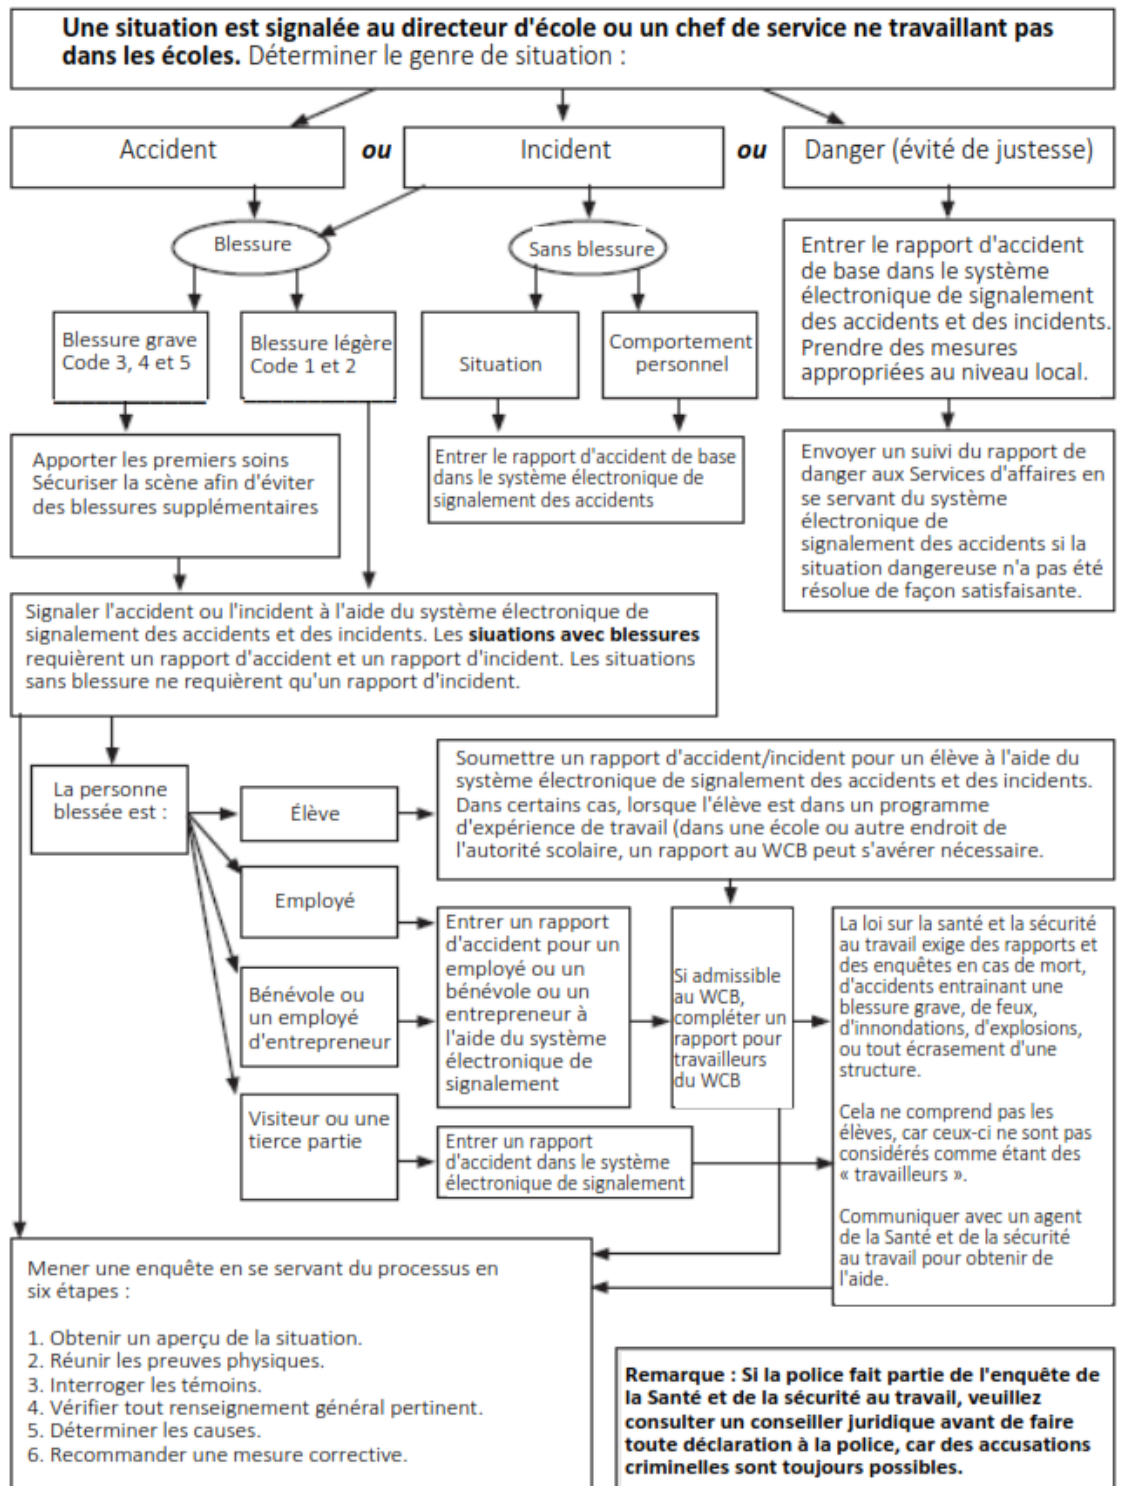 Une situation est signalée au directeur d'école ou un chef de service ne travaillant pas
dans les écoles. Déterminer le genre de situation :
Accident
ou
Incident
ou
Danger (évité de justesse)
Blessure
Sans blessure
Entrer le rapport d'accident
de base dans le système
électronique de signalement
des accidents et des incidents.
Prendre des mesures
appropriées au niveau local.
Blessure grave
Code 3, 4 et 5
Blessure légère
Code 1 et 2
Situation
Comportement
personnel
Apporter les premiers soins
Sécuriser la scène afin d'éviter
des blessures supplémentaires
Entrer le rapport d'accident de base
dans le système électronique de
signalement des accidents
Envoyer un suivi du rapport de
danger aux Services d'affaires en
se servant du système
électronique de
signalement des accidents si la
situation dangereuse n'a pas été
résolue de façon satisfaisante.
Signaler l'accident ou l'incident à l'aide du système électronique de
signalement des accidents et des incidents. Les siuations avec blessures
requièrent un rapport d'accident et un rapport d'incident. Les situations
sans blessure ne requièrent qu'un rapport d'incident.
La personne
blessée est :
Élève
Soumettre un rapport d'accident/incident pour un élève à l'aide du
système électronique de signalement des accidents et des incidents.
Dans certains cas, lorsque l'élève est dans un programme
d'expérience de travail (dans une école ou autre endroit de
l'autorité scolaire, un rapport au WCB peut s'avérer nécessaire.
Employé
Bénévole ou
un employé
d'entrepreneur
Entrer un rapport
d'accident pour un
employé ou un
bénévole ou un
entrepreneur à
l'aide du système
électronique de
signalement
Si admissible
au WCB,
compléter un
rapport pour
travailleurs
du WCB
La loi sur la santé et la sécurité
au travail exige des rapports et
des enquêtes en cas de mort,
d'accidents entrainant une
blessure grave, de feux,
d'innondations, d'explosions,
ou tout écrasement d'une
structure.
Cela ne comprend pas les
élèves, car ceux-ci ne sont pas
considérés comme étant des
« travailleurs ».
Communiquer avec un agent
de la Santé et de la sécurité
au travail pour obtenir de
l'aide.
Visiteur ou une
tierce partie
Entrer un rapport
d'accident dans le système
électronique de signalement
Mener une enquête en se servant du processus en
six étapes :
1. Obtenir un aperçu de la situation.
2. Réunir les preuves physiques.
3. Interroger les témoins.
4. Vérifier tout renseignement général pertinent.
5. Déterminer les causes.
6. Recommander une mesure corrective.
Remarque : Si la police fait partie de l'enquête de
la Santé et de la sécurité au travail, veuillez
consulter un conseiller juridique avant de faire
toute déclaration à la police, car des accusations
criminelles sont toujours possibles.